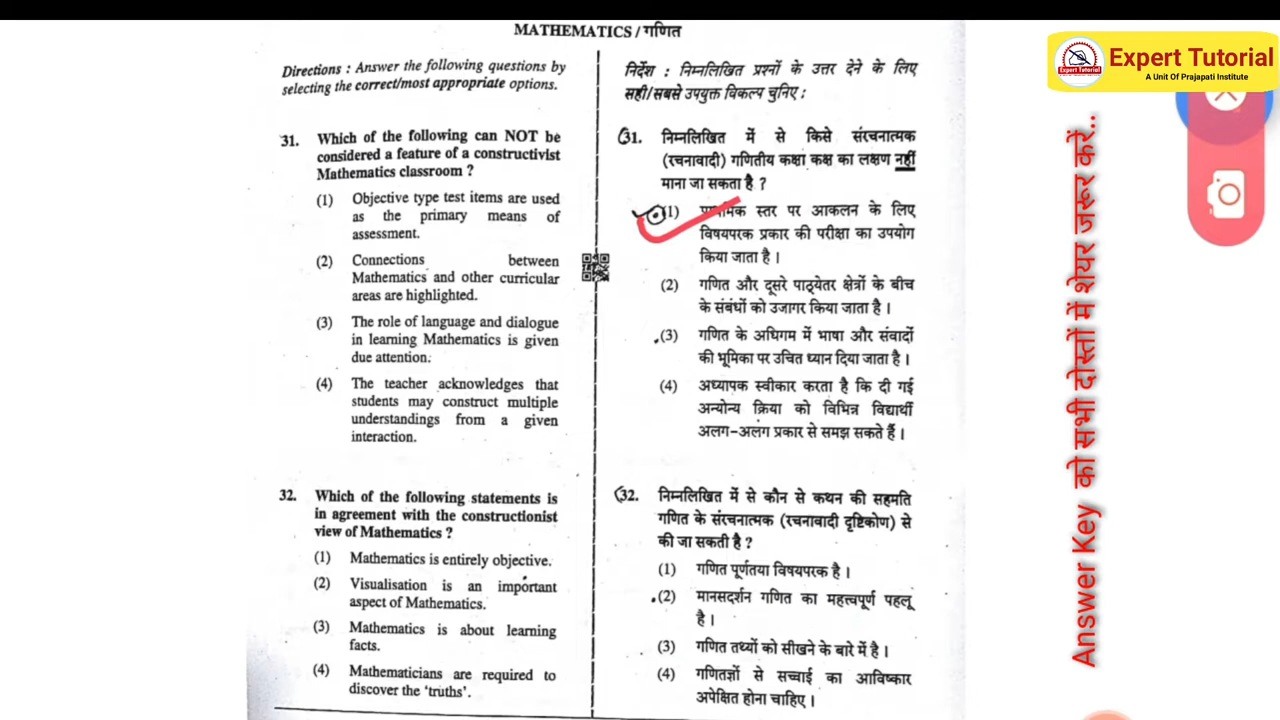 MATHEMATICS / गणित
Directions : Answer the following questions by
selecting the correct/most appropriate options.
31. Which of the following can NOT be
considered a feature of a constructivist
Mathematics classroom ?
(1) Objective type test items are used
as the primary means of
assessment.
(2) Connections between
Mathematics and other curricular
areas are highlighted.
(3) The role of language and dialogue
in learning Mathematics is given
due attention.
(4) The teacher acknowledges that
students may construct multiple
understandings from a given
interaction.
32. Which of the following statements is
in agreement with the constructionist
view of Mathematics ?
(1) Mathematics is entirely objective.
(2) Visualisation is an important
aspect of Mathematics.
(3) Mathematics is about learning
facts.
(4) Mathematicians are required to
discover the 'truths'.
निर्देश : निम्नलिखित प्रश्नों के उत्तर देने के लिए
सही/सबसे उपयुक्त विकल्प चुनिए :
31. निम्नलिखित में से किसे संरचनात्मक
(रचनावादी) गणितीय कक्षा कक्ष का लक्षण नहीं
माना जा सकता है ?
(1) स्तर पर आकलन के लिए
विषयपरक प्रकार की परीक्षा का उपयोग
किया जाता है ।
(2) गणित और दूसरे पाठ्येतर क्षेत्रों के बीच
के संबंधों को उजागर किया जाता है ।
(3) गणित के अधिगम में भाषा और संवादों
की भूमिका पर उचित ध्यान दिया जाता है ।
(4) अध्यापक स्वीकार करता है कि दी गई
अन्योन्य क्रिया को विभिन्न विद्यार्थी
अलग-अलग प्रकार से समझ सकते हैं ।
32. निम्नलिखित में से कौन से कथन की सहमति
गणित के संरचनात्मक (रचनावादी दृष्टिकोण) से
की जा सकती है ?
(1) गणित पूर्णतया विषयपरक है ।
(2) मानसदर्शन गणित का महत्त्वपूर्ण पहलू
है ।
(3) गणित तथ्यों को सीखने के बारे में है ।
(4) गणितज्ञों से सच्चाई का आविष्कार
अपेक्षित होना चाहिए ।
Expert Tutorial
A Unit Of Prajapati Institute
Expert Tutorial
Answer Key को सभी दोस्तों में शेयर जरूर करें..